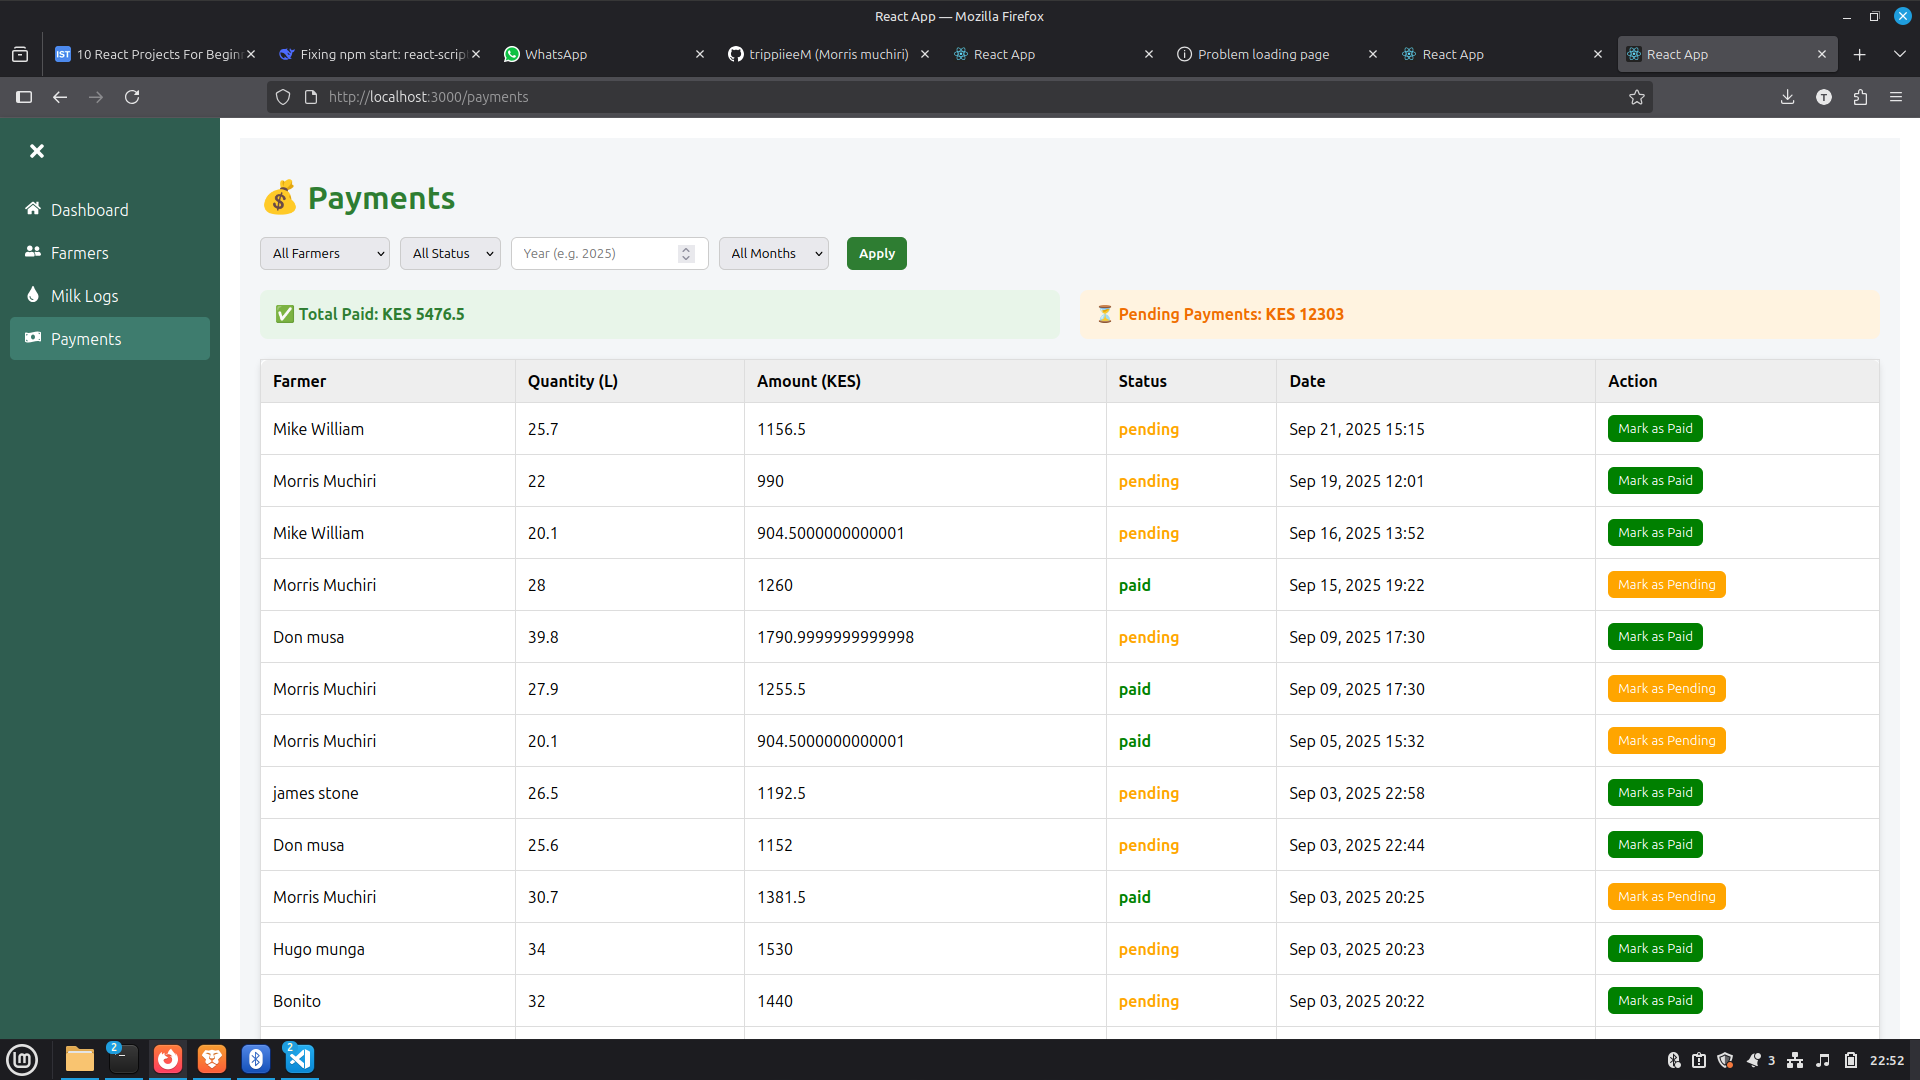 React App — Mozilla Firefox
10 React Projects For Begin
Fixing npm start: react-scrip
WhatsApp
trippiieeM (Morris muchiri)
React App
Problem loading page
React App
React App
http://localhost:3000/payments
T
Dashboard
Farmers
Milk Logs
Payments
Payments
All Farmers
All Status
Year (e.g. 2025)
All Months
Apply
Total Paid: KES 5476.5
Pending Payments: KES 12303
Farmer Quantity (L) Amount (KES) Status Date Action
Mike William 25.7 1156.5 pending Sep 21, 2025 15:15 Mark as Paid
Morris Muchiri 22 990 pending Sep 19, 2025 12:01 Mark as Paid
Mike William 20.1 904.5000000000001 pending Sep 16, 2025 13:52 Mark as Paid
Morris Muchiri 28 1260 paid Sep 15, 2025 19:22 Mark as Pending
Don musa 39.8 1790.9999999999998 pending Sep 09, 2025 17:30 Mark as Paid
Morris Muchiri 27.9 1255.5 paid Sep 09, 2025 17:30 Mark as Pending
Morris Muchiri 20.1 904.5000000000001 paid Sep 05, 2025 15:32 Mark as Pending
james stone 26.5 1192.5 pending Sep 03, 2025 22:58 Mark as Paid
Don musa 25.6 1152 pending Sep 03, 2025 22:44 Mark as Paid
Morris Muchiri 30.7 1381.5 paid Sep 03, 2025 20:25 Mark as Pending
Hugo munga 34 1530 pending Sep 03, 2025 20:23 Mark as Paid
Bonito 32 1440 pending Sep 03, 2025 20:22 Mark as Paid
2
2
3
22:52